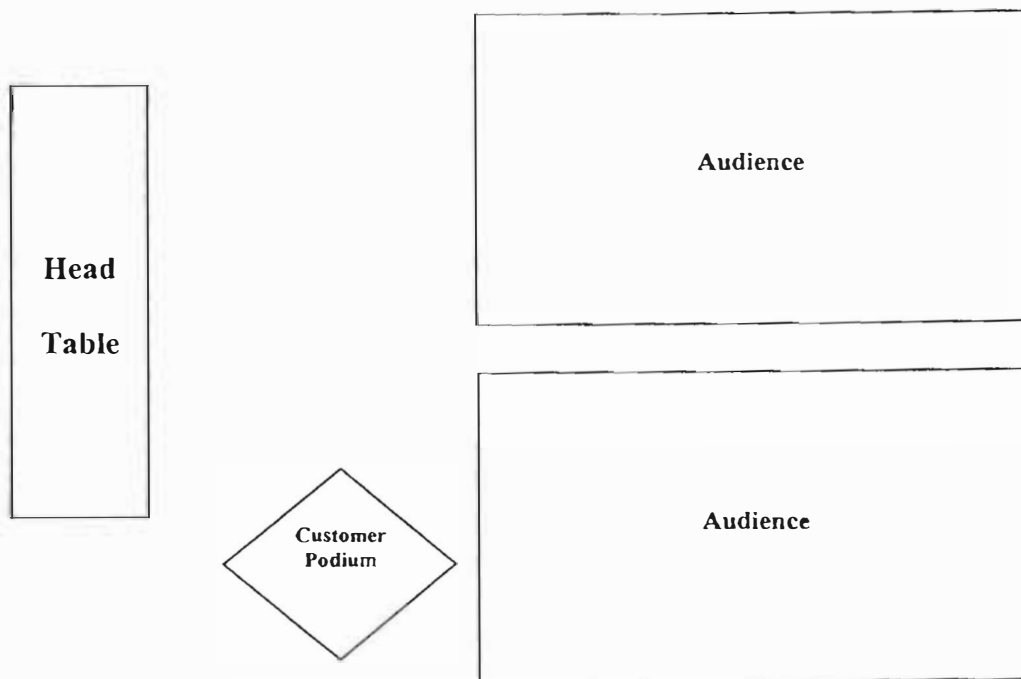 Head
Table
Audience
Customer
Podium
Audience